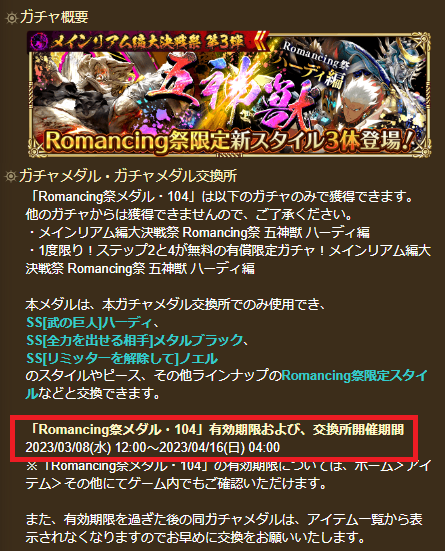 ガチャ概要
メインリアム編大決戦祭 第3弾
Romancing祭
ハーディ編
五神獣
Romancing祭限定新スタイル3体登場!
ガチャメダル・ガチャメダル交換所
「Romancing祭メダル・104」は以下のガチャのみで獲得できます。
他のガチャからは獲得できませんので、ご了承ください。
・メインリアム編大決戦祭 Romancing祭 五神獣 ハーディ編
・1度限り!ステップ2と4が無料の有償限定ガチャ!メインリアム編大
決戦祭 Romancing祭 五神獣 ハーディ編
本メダルは、本ガチャメダル交換所でのみ使用でき、
SS[武の巨人]ハーディ、
SS[全力を出せる相手]メタルブラック、
SS[リミッターを解除して]ノエル
のスタイルやピース、その他ラインナップのRomancing祭限定スタイ
ルなどと交換できます。
「Romancing祭メダル・104」有効期限および、交換所開催期間
2023/03/08(水) 12:00～2023/04/16(日) 04:00
※「Romancing祭メダル・104」の有効期限については、ホーム>アイ
テム>その他にてゲーム内でもご確認いただけます。
また、有効期限を過ぎた後の同ガチャメダルは、アイテム一覧から表
示されなくなりますのでお早めに交換をお願いいたします。